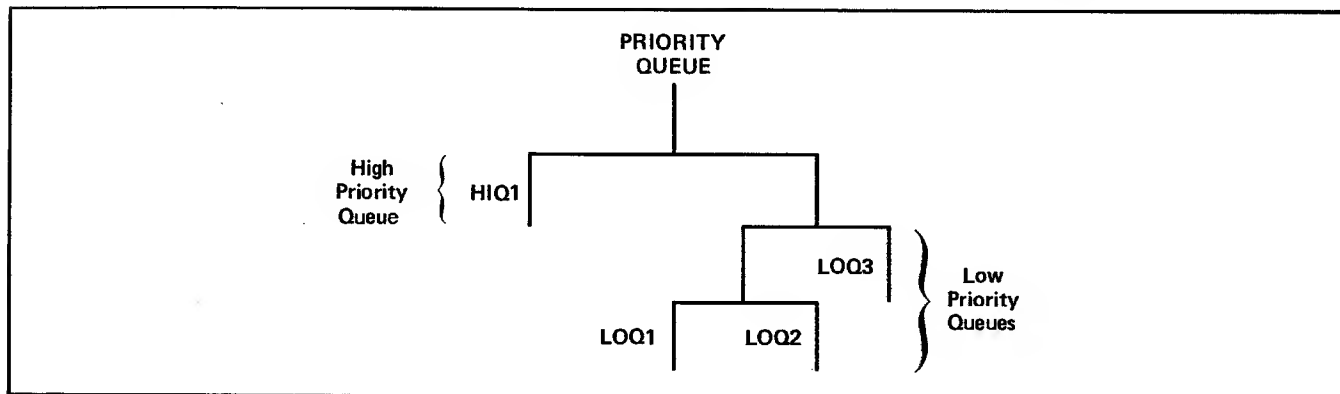 PRIORITY
QUEUE
High
Priority
Queue
HIQ1
LOQ3
Low
Priority
Queues
LOQ1
LOQ2